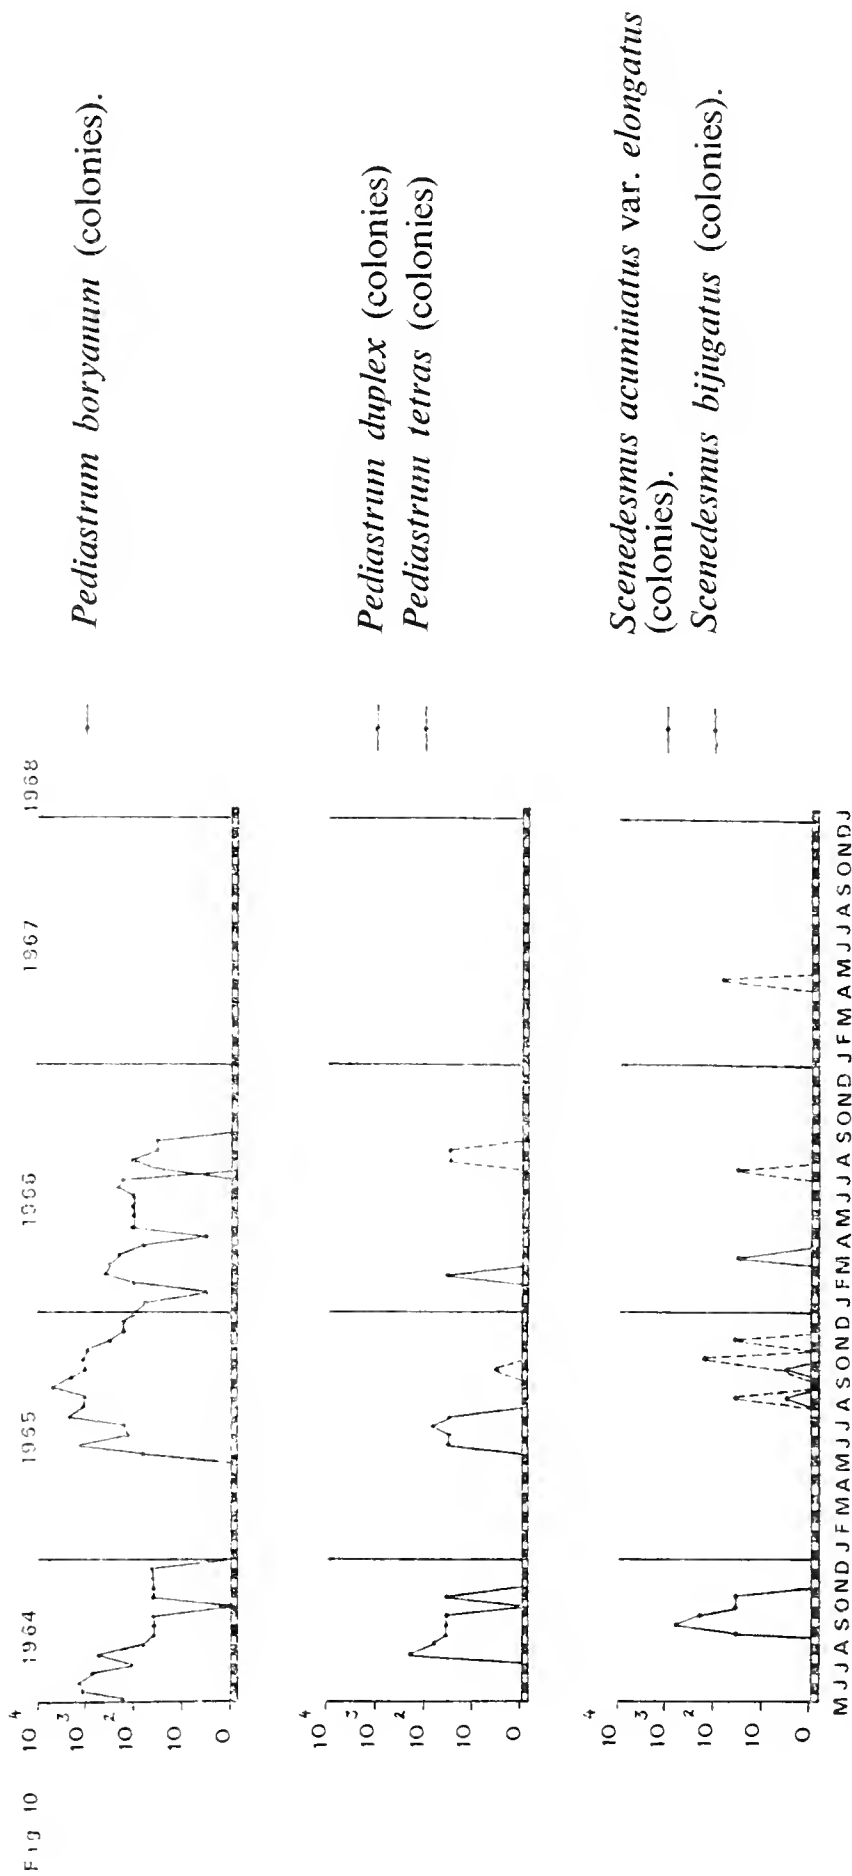 Fig 10
1964 1965 1966 1967 1968
10⁴
10³
10²
10
0
Pediastrum boryanum (colonies).
10⁴
10³
10²
10
0
Pediastrum duplex (colonies)
Pediastrum tetras (colonies)
10⁴
10³
10²
10
0
Scenedesmus acuminatus var. elongatus
(colonies).
Scenedesmus bijugatus (colonies).
M J J A S O N D J F M A M J J A S O N D J F M A M J J A S O N D J F M A M J J A S O N D J